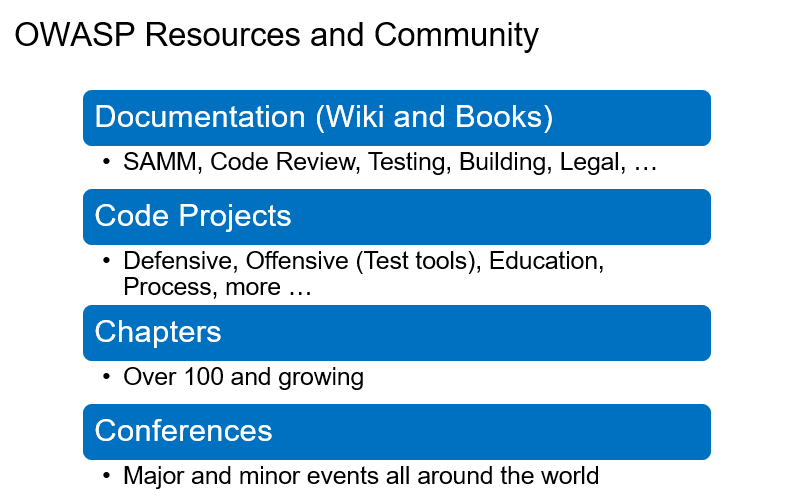 OWASP Resources and Community
Documentation (Wiki and Books)
• SAMM, Code Review, Testing, Building, Legal, …
Code Projects
• Defensive, Offensive (Test tools), Education,
Process, more …
Chapters
• Over 100 and growing
Conferences
• Major and minor events all around the world